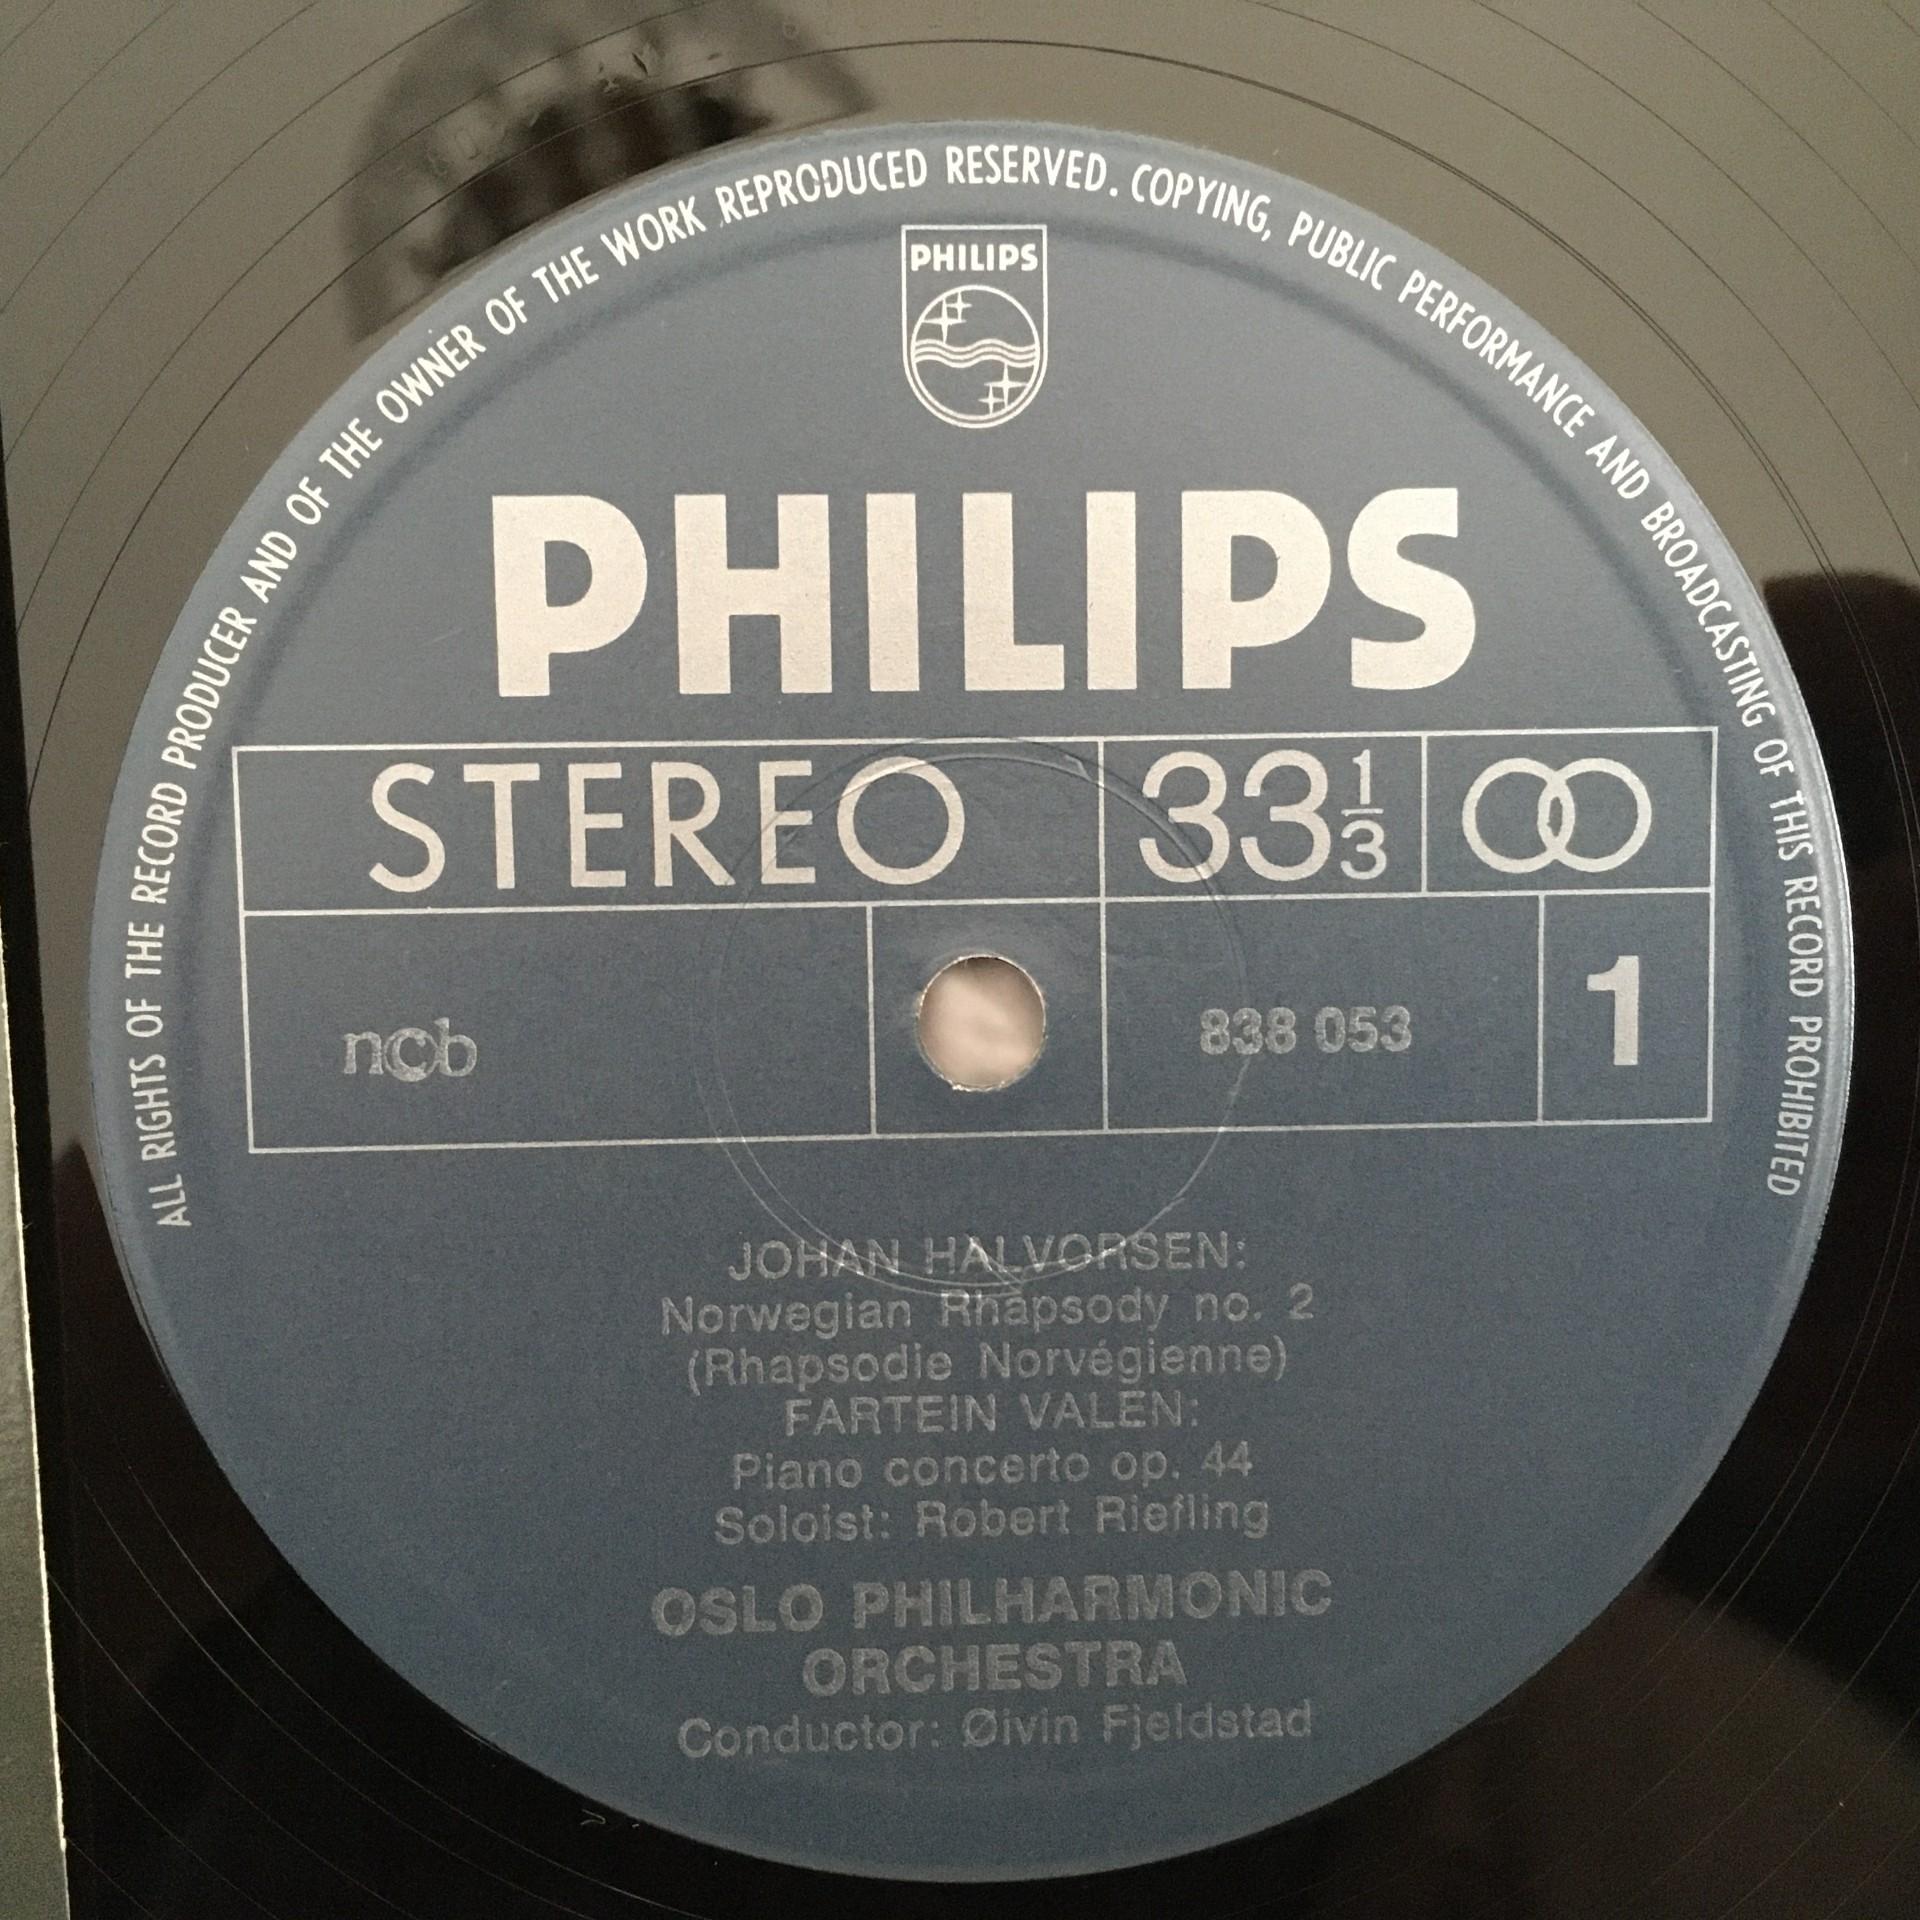 ALL RIGHTS OF THE RECORD PRODUCER AND OF THE OWNER OF THE WORK REPRODUCED RESERVED. COPYING, PUBLIC PERFORMANCE AND BROADCASTING OF THIS RECORD PROHIBITED
PHILIPS
PHILIPS
STEREO 33 1/3
ncb 838 053 1
JOHAN HALVORSEN:
Norwegian Rhapsody no. 2
(Rhapsodie Norvégienne)
FARTEIN VALEN:
Piano concerto op. 44
Soloist: Robert Riefling
OSLO PHILHARMONIC
ORCHESTRA
Conductor: Øivin Fjeldstad